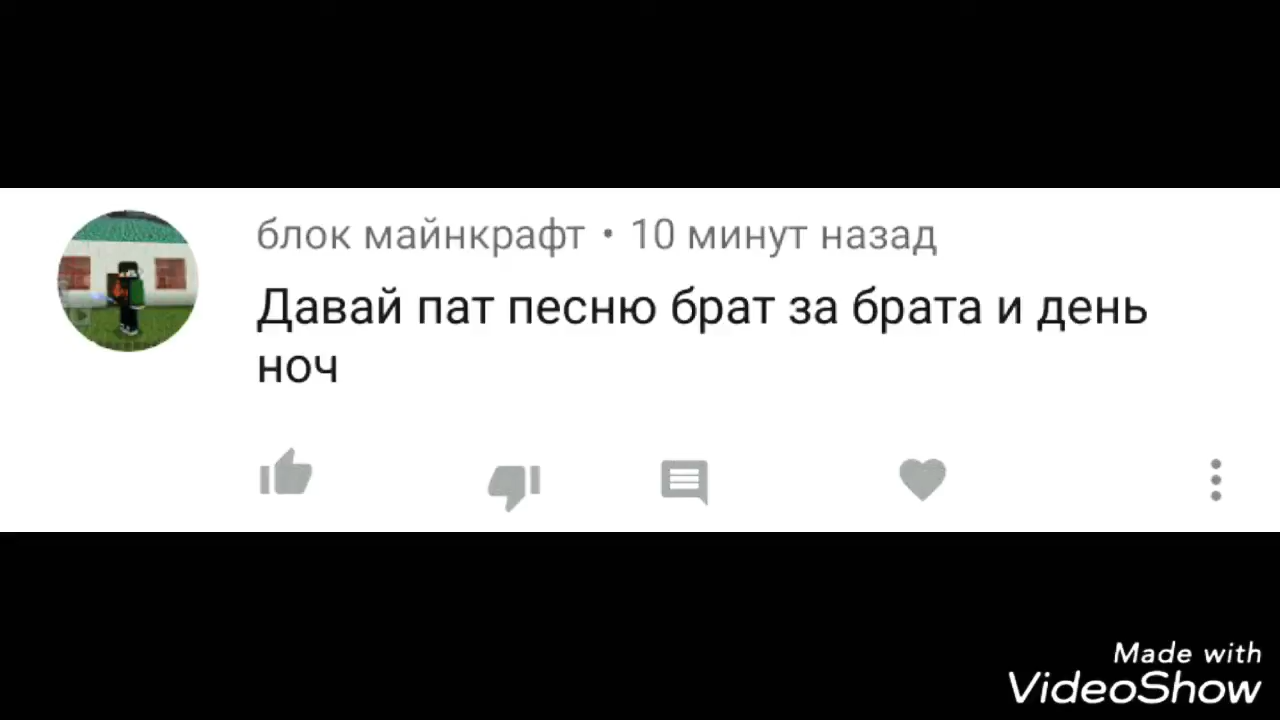 блок майнкрафт • 10 минут назад
Давай пат песню брат за брата и день
ноч
Made with
VideoShow